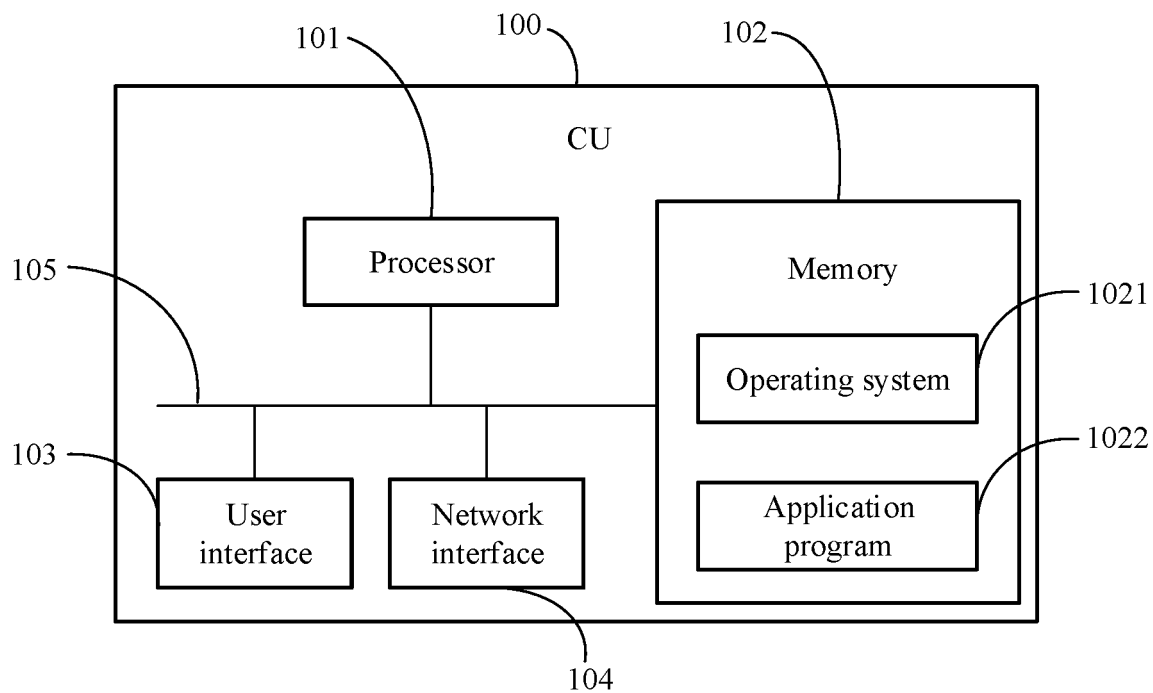 101
100
102
CU
Processor
105
Memory
1021
Operating system
103
1022
User
interface
Network
interface
Application
program
104